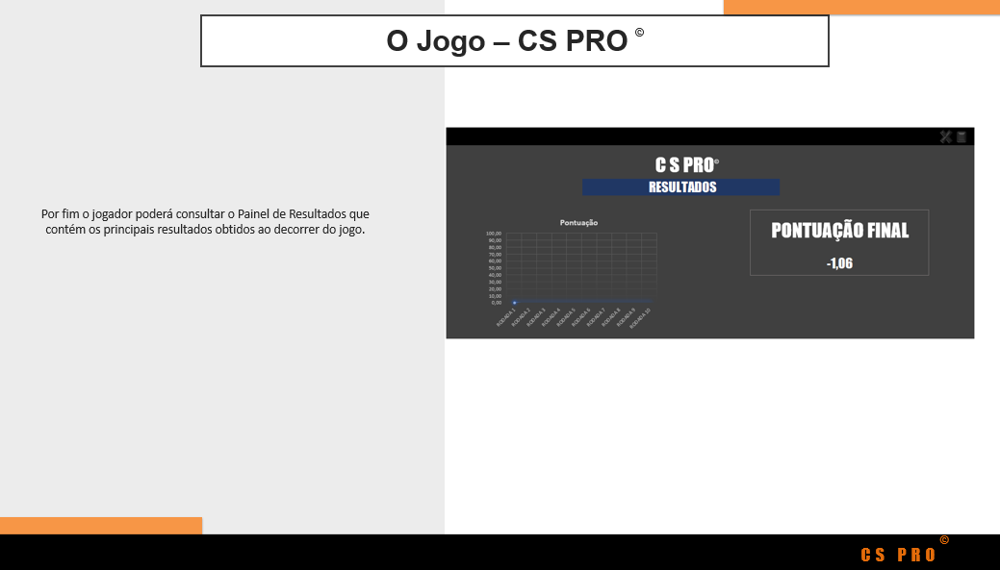 O Jogo – CS PRO ©
Por fim o jogador poderá consultar o Painel de Resultados que
contém os principais resultados obtidos ao decorrer do jogo.
C S PRO©
RESULTADOS
Pontuação
100,00
90,00
80,00
70,00
60,00
50,00
40,00
30,00
20,00
10,00
0,00
RODADA 1
RODADA 2
RODADA 3
RODADA 4
RODADA 5
RODADA 6
RODADA 7
RODADA 8
RODADA 9
RODADA 10
PONTUAÇÃO FINAL
-1,06
CS PRO ©